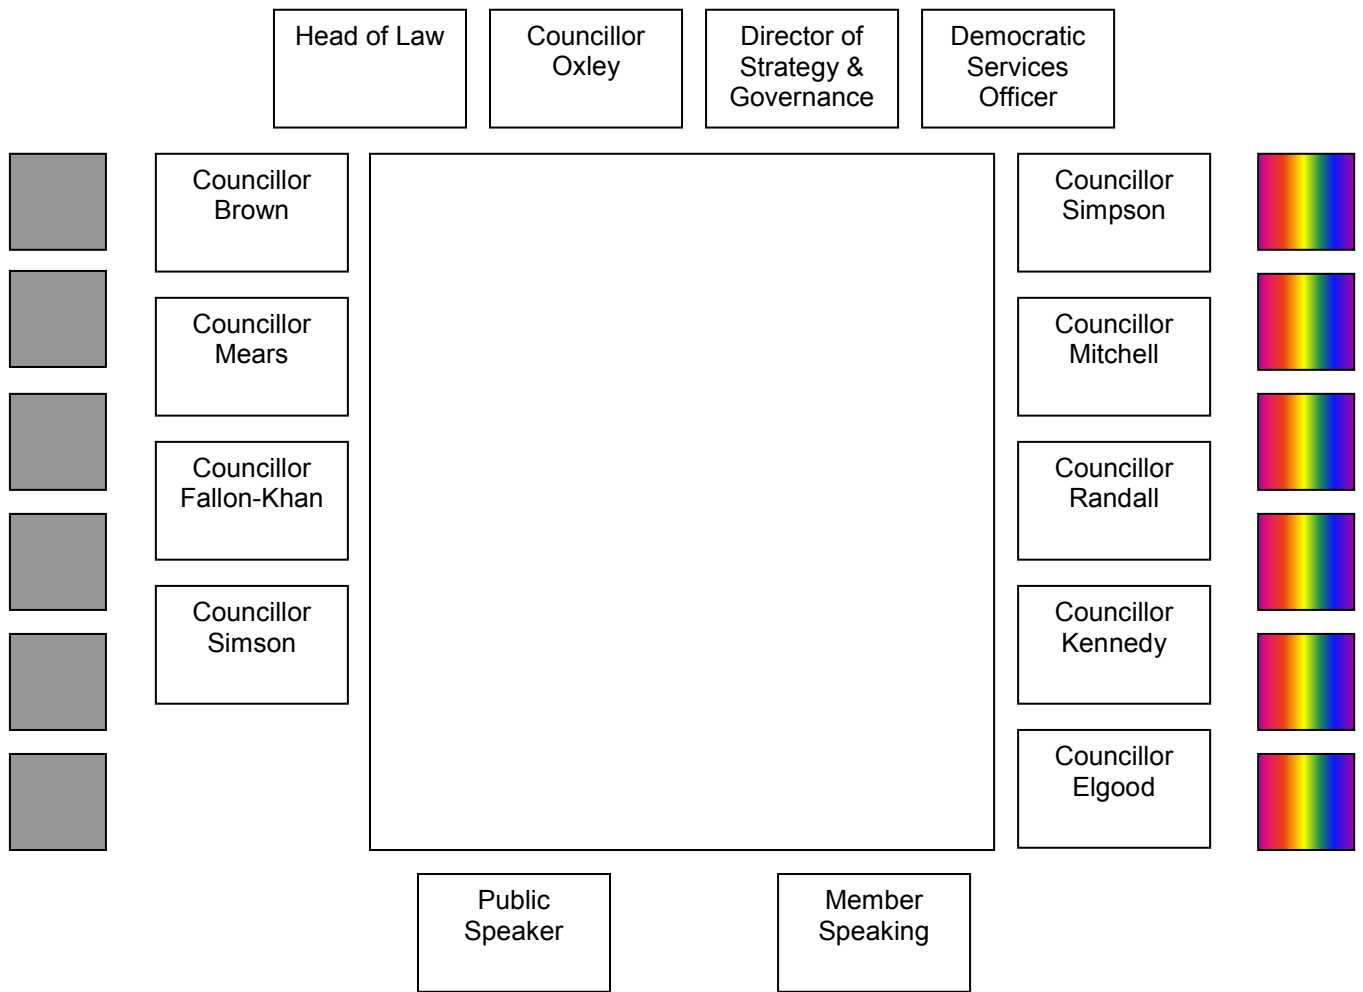 Head of Law
Councillor
Oxley
Director of
Strategy &
Governance
Democratic
Services
Officer
Councillor
Brown
Councillor
Simpson
Councillor
Mears
Councillor
Mitchell
Councillor
Fallon-Khan
Councillor
Randall
Councillor
Simson
Councillor
Kennedy
Councillor
Elgood
Public
Speaker
Member
Speaking